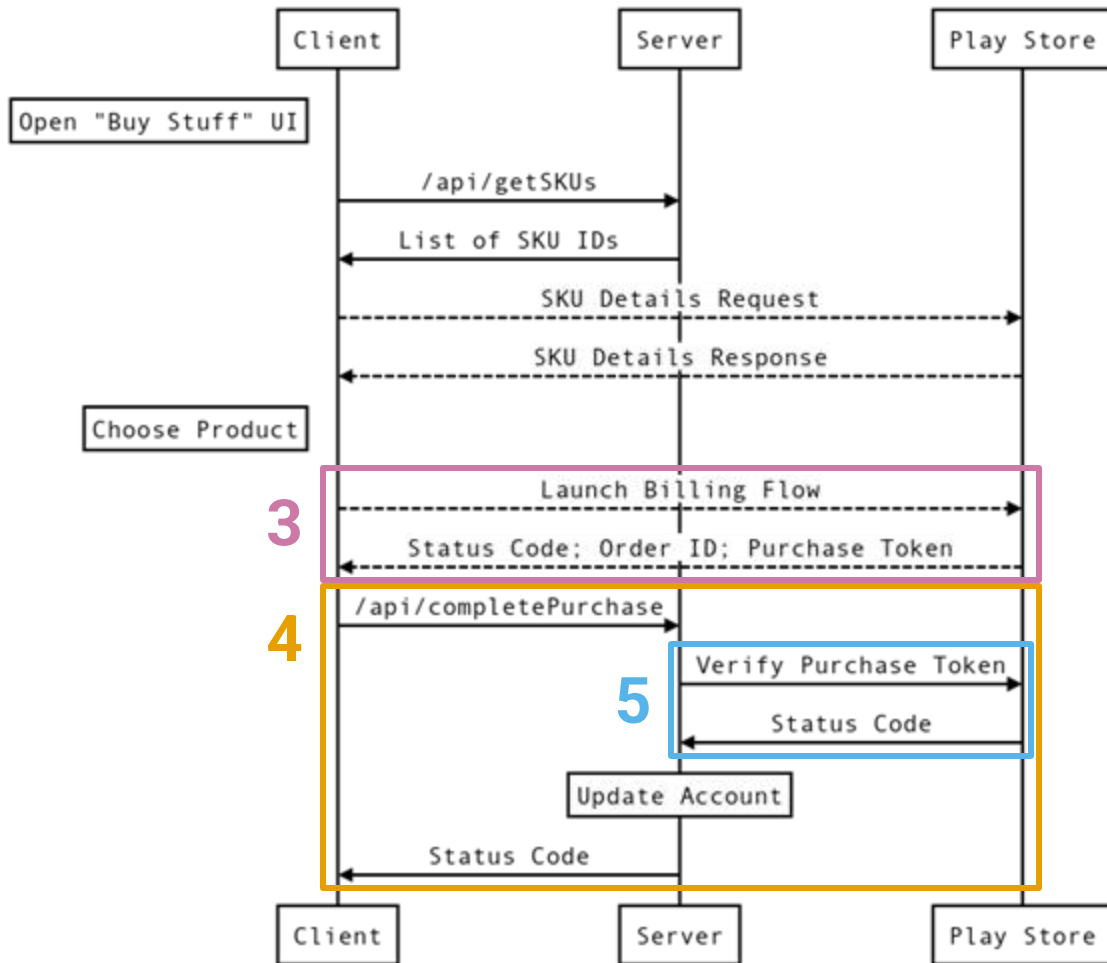 Client
Server
Play Store
Open "Buy Stuff" UI
/api/getSKUs
List of SKU IDs
SKU Details Request
SKU Details Response
Choose Product
3
Launch Billing Flow
Status Code; Order ID; Purchase Token
4
/api/completePurchase
5
Verify Purchase Token
Status Code
Update Account
Status Code
Client
Server
Play Store